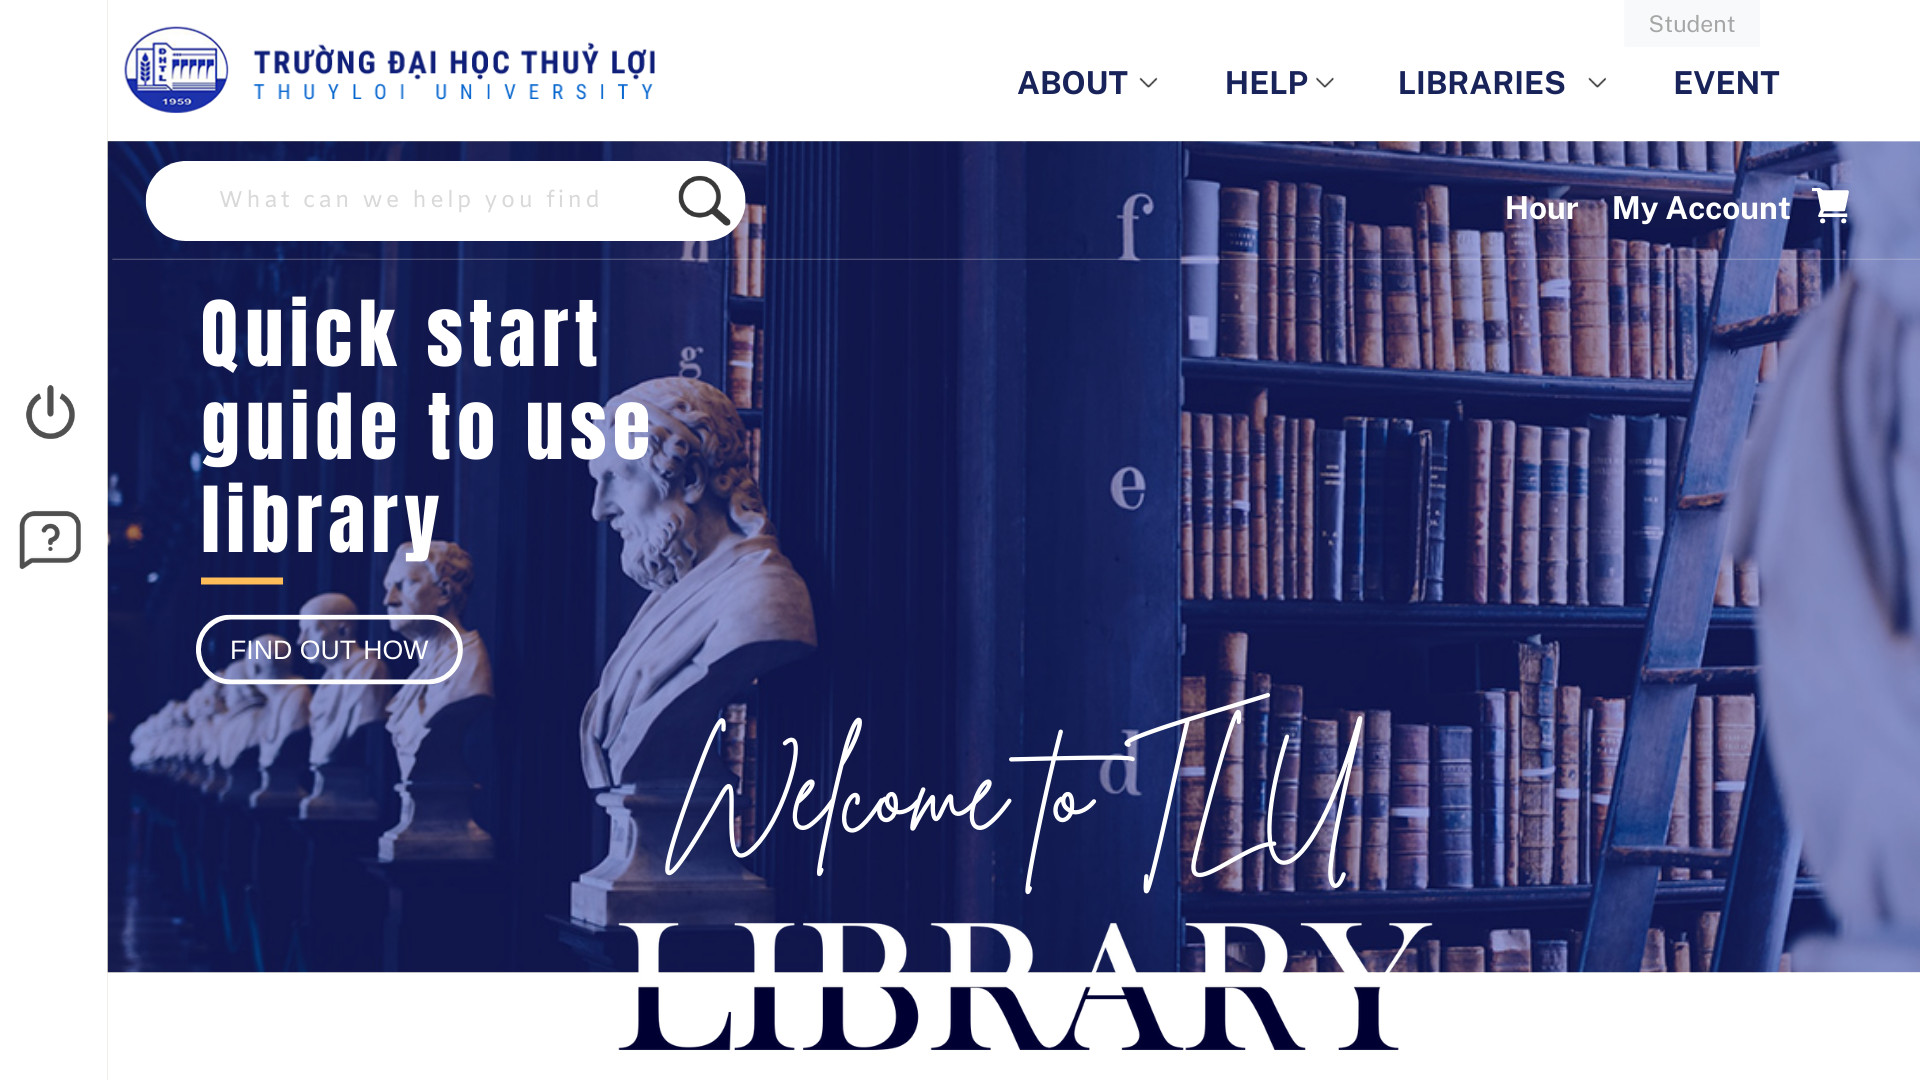 Student
ĐHTL
1959
TRƯỜNG ĐẠI HỌC THUỶ LỢI
THUYLOI UNIVERSITY
ABOUT
HELP
LIBRARIES
EVENT
What can we help you find
Hour
My Account
n
f
Quick start
guide to use
library
g
e
?
FIND OUT HOW
d
Welcome to TLU
LIBRARY